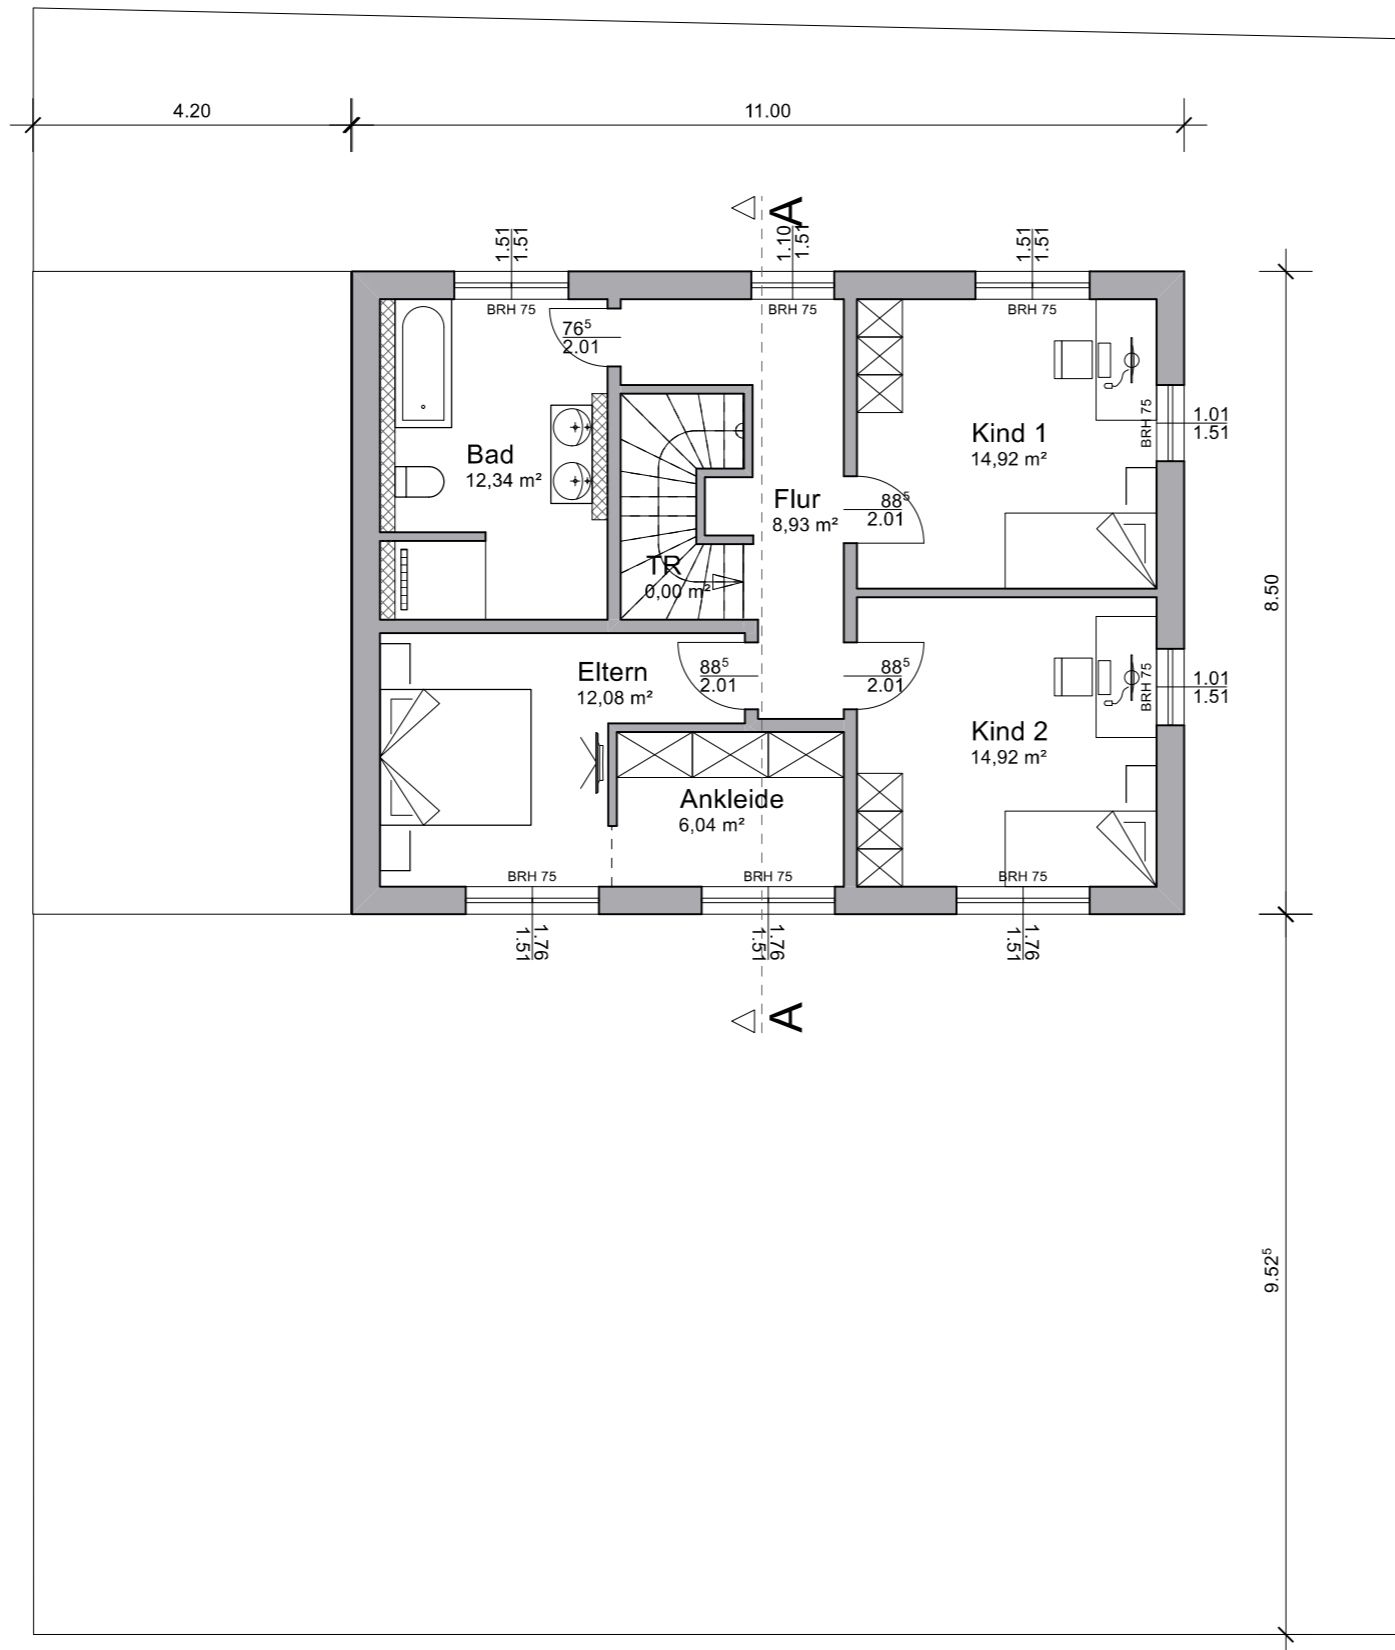 4.20
11.00
A
1.51
1.51
1.10
1.51
1.51
1.51
BRH 75
BRH 75
BRH 75
76⁵
2.01
BRH 75
1.01
1.51
Kind 1
14,92 m²
Bad
12,34 m²
Flur
8,93 m²
88⁵
2.01
TR
0,00 m²
8.50
Eltern
12,08 m²
88⁵
2.01
88⁵
2.01
BRH 75
1.01
1.51
Kind 2
14,92 m²
Ankleide
6,04 m²
BRH 75
BRH 75
BRH 75
1.76
1.51
1.76
1.51
1.76
1.51
A
9.52⁵